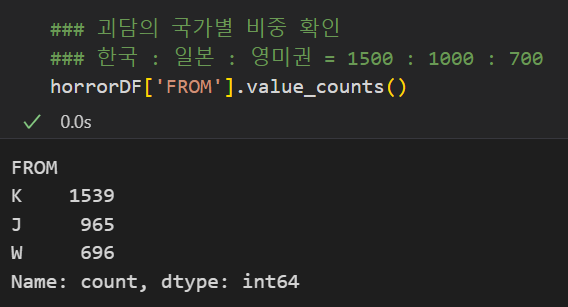 ### 괴담의 국가별 비중 확인
### 한국 : 일본 : 영미권 = 1500 : 1000 : 700
horrorDF['FROM'].value_counts()
0.0s
FROM
K 1539
J 965
W 696
Name: count, dtype: int64